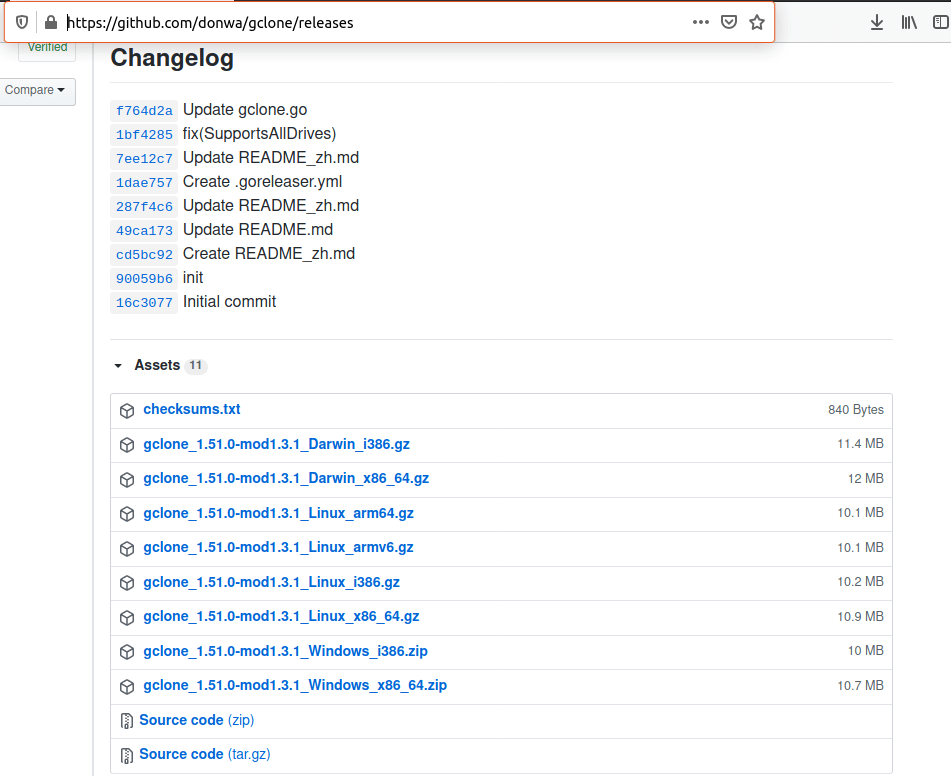 https://github.com/donwa/gclone/releases
Verified
Compare
Changelog
f764d2a Update gclone.go
1bf4285 fix(SupportsAllDrives)
7ee12c7 Update README_zh.md
1dae757 Create .goreleaser.yml
287f4c6 Update README_zh.md
49ca173 Update README.md
cd5bc92 Create README_zh.md
90059b6 init
16c3077 Initial commit
Assets 11
checksums.txt 840 Bytes
gclone_1.51.0-mod1.3.1_Darwin_i386.gz 11.4 MB
gclone_1.51.0-mod1.3.1_Darwin_x86_64.gz 12 MB
gclone_1.51.0-mod1.3.1_Linux_arm64.gz 10.1 MB
gclone_1.51.0-mod1.3.1_Linux_armv6.gz 10.1 MB
gclone_1.51.0-mod1.3.1_Linux_i386.gz 10.2 MB
gclone_1.51.0-mod1.3.1_Linux_x86_64.gz 10.9 MB
gclone_1.51.0-mod1.3.1_Windows_i386.zip 10 MB
gclone_1.51.0-mod1.3.1_Windows_x86_64.zip 10.7 MB
Source code (zip)
Source code (tar.gz)